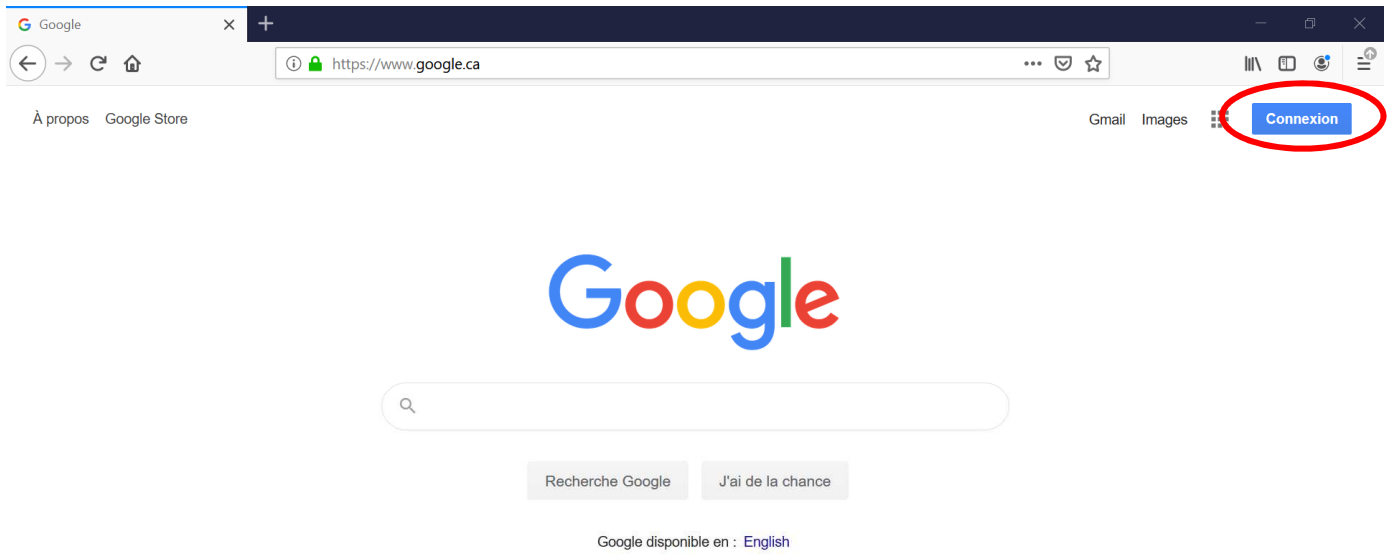 Google
https://www.google.ca
À propos Google Store Gmail Images Connexion
Google
Recherche Google J'ai de la chance
Google disponible en : English